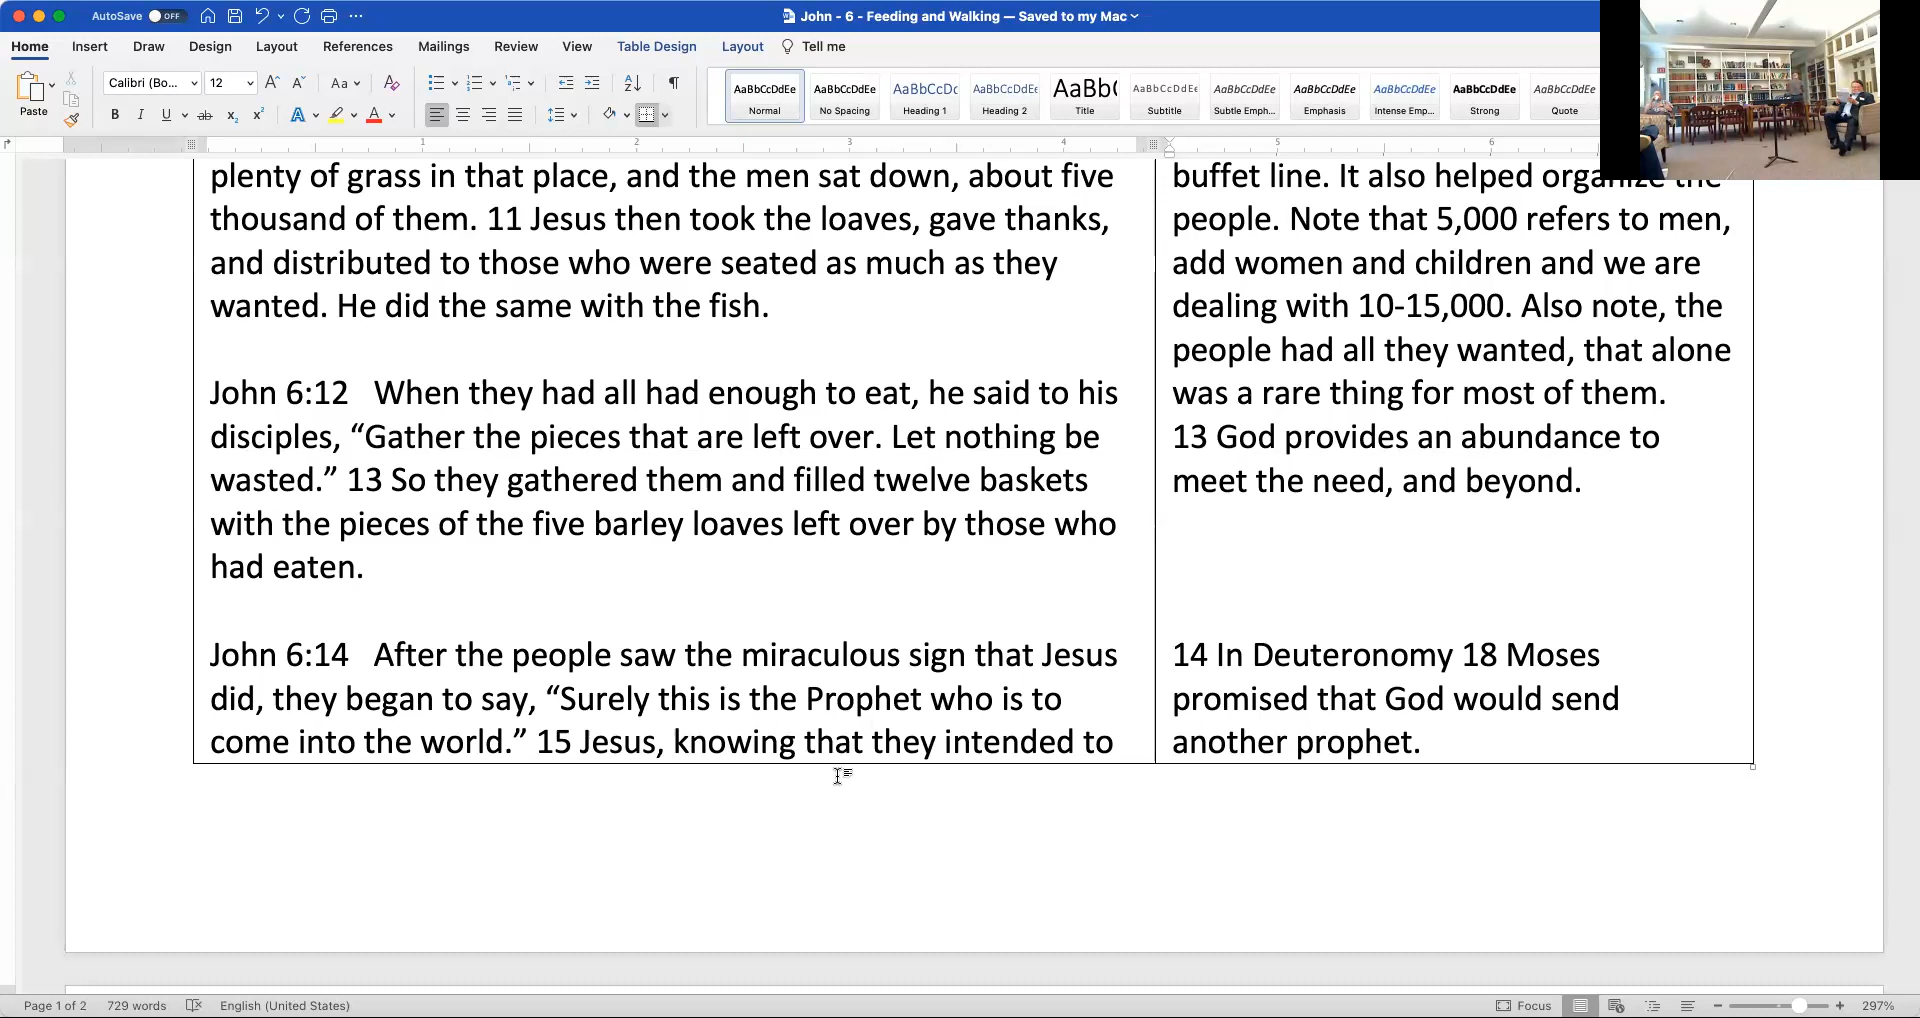 AutoSave OFF
John - 6 - Feeding and Walking — Saved to my Mac
Home Insert Draw Design Layout References Mailings Review View Table Design Layout Tell me
Paste
Calibri (Bo... 12
AaBbCcDdEe Normal
AaBbCcDdEe No Spacing
AaBbCcDc Heading 1
AaBbCcDdEe Heading 2
AaBb( Title
AaBbCcDdEe Subtitle
AaBbCcDdEe Subtle Emph...
AaBbCcDdEe Emphasis
AaBbCcDdEe Intense Emp...
AaBbCcDdEe Strong
AaBbCcDdEe Quote
1 2 3 4 5 6
plenty of grass in that place, and the men sat down, about five
thousand of them. 11 Jesus then took the loaves, gave thanks,
and distributed to those who were seated as much as they
wanted. He did the same with the fish.
John 6:12 When they had all had enough to eat, he said to his
disciples, “Gather the pieces that are left over. Let nothing be
wasted.” 13 So they gathered them and filled twelve baskets
with the pieces of the five barley loaves left over by those who
had eaten.
John 6:14 After the people saw the miraculous sign that Jesus
did, they began to say, “Surely this is the Prophet who is to
come into the world.” 15 Jesus, knowing that they intended to
buffet line. It also helped organize the
people. Note that 5,000 refers to men,
add women and children and we are
dealing with 10-15,000. Also note, the
people had all they wanted, that alone
was a rare thing for most of them.
13 God provides an abundance to
meet the need, and beyond.
14 In Deuteronomy 18 Moses
promised that God would send
another prophet.
Page 1 of 2 729 words English (United States) Focus 297%